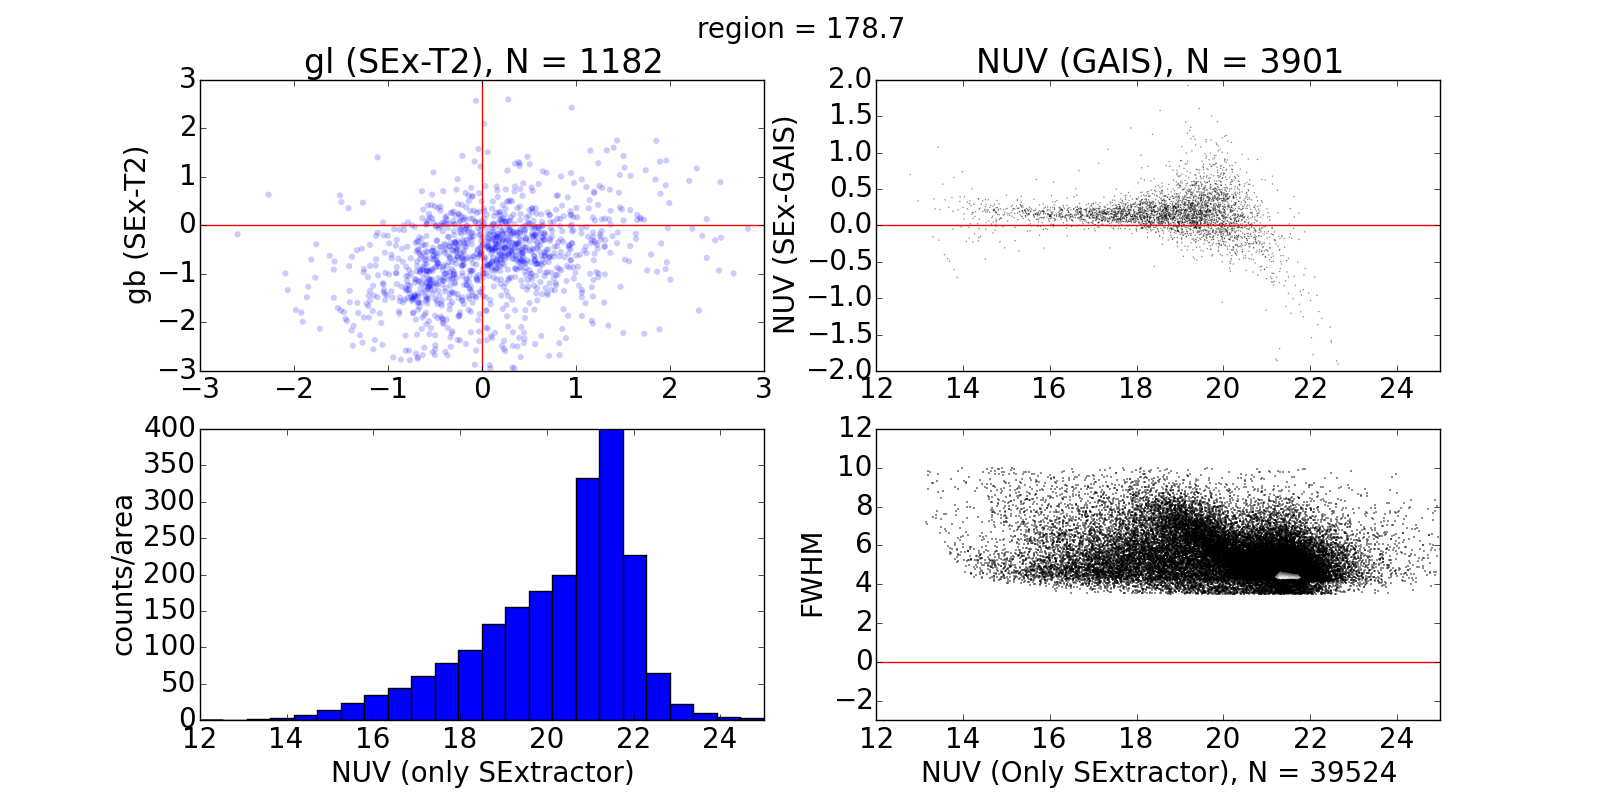 region = 178.7
gl (SEx-T2), N = 1182
NUV (GAIS), N = 3901
3
2
1
0
−1
−2
−3
gb (SEx-T2)
−3 −2 −1 0 1 2 3
2.0
1.5
1.0
0.5
0.0
−0.5
−1.0
−1.5
−2.0
NUV (SEx-GAIS)
12 14 16 18 20 22 24
400
350
300
250
200
150
100
50
0
counts/area
12 14 16 18 20 22 24
NUV (only SExtractor)
12
10
8
6
4
2
0
−2
FWHM
12 14 16 18 20 22 24
NUV (Only SExtractor), N = 39524